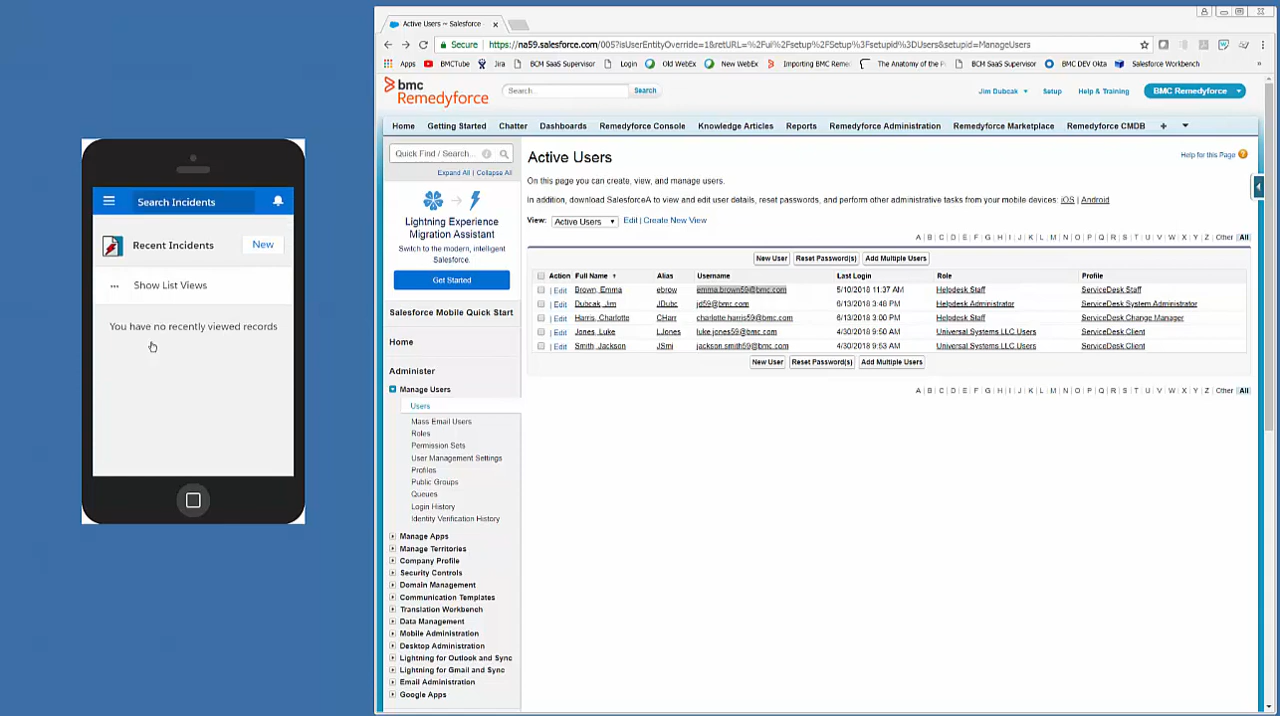 Search Incidents
Recent Incidents
New
Show List Views
You have no recently viewed records
Active Users ~ Salesforce
Secure
https://na59.salesforce.com/005?isUserEntityOverride=1&retURL=%2Fui%2Fsetup%2FSetup%3Fsetupid%3DUsers&setupid=ManageUsers
Apps BMCTube Jira BCM SaaS Supervisor Login Old WebEx New WebEx Importing BMC Reme The Anatomy of the P BCM SaaS Supervisor BMC DEV Okta Salesforce Workbench
bmc
Remedyforce
Search...
Search
Jim Dubcak Setup Help & Training BMC Remedyforce
Home Getting Started Chatter Dashboards Remedyforce Console Knowledge Articles Reports Remedyforce Administration Remedyforce Marketplace Remedyforce CMDB +
Quick Find / Search...
Expand All | Collapse All
Lightning Experience
Migration Assistant
Switch to the modern, intelligent
Salesforce.
Get Started
Salesforce Mobile Quick Start
Home
Administer
Manage Users
Users
Mass Email Users
Roles
Permission Sets
User Management Settings
Profiles
Public Groups
Queues
Login History
Identity Verification History
Manage Apps
Manage Territories
Company Profile
Security Controls
Domain Management
Communication Templates
Translation Workbench
Data Management
Mobile Administration
Desktop Administration
Lightning for Outlook and Sync
Lightning for Gmail and Sync
Email Administration
Google Apps
Active Users
Help for this Page
On this page you can create, view, and manage users.
In addition, download SalesforceA to view and edit user details, reset passwords, and perform other administrative tasks from your mobile devices: iOS | Android
View: Active Users Edit | Create New View
A | B | C | D | E | F | G | H | I | J | K | L | M | N | O | P | Q | R | S | T | U | V | W | X | Y | Z | Other All
New User Reset Password(s) Add Multiple Users
Action Full Name Alias Username Last Login Role Profile
Edit Brown, Emma ebrow emma.brown59@bmc.com 5/10/2018 11:37 AM Helpdesk Staff ServiceDesk Staff
Edit Dubcak, Jim JDubc jd59@bmc.com 6/13/2018 3:48 PM Helpdesk Administrator ServiceDesk System Administrator
Edit Harris, Charlotte CHarr charlotte.harris59@bmc.com 6/13/2018 3:00 PM Helpdesk Staff ServiceDesk Change Manager
Edit Jones, Luke LJones luke.jones59@bmc.com 4/30/2018 9:50 AM Universal Systems LLC Users ServiceDesk Client
Edit Smith, Jackson JSmi jackson.smith59@bmc.com 4/30/2018 9:53 AM Universal Systems LLC Users ServiceDesk Client
New User Reset Password(s) Add Multiple Users
A | B | C | D | E | F | G | H | I | J | K | L | M | N | O | P | Q | R | S | T | U | V | W | X | Y | Z | Other All